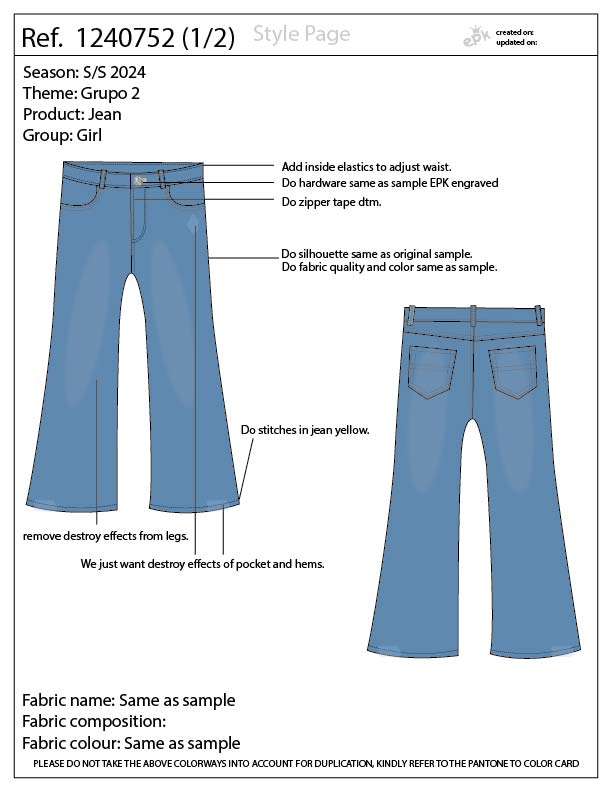 Ref. 1240752 (1/2)
Style Page
epk
created on:
updated on:
Season: S/S 2024
Theme: Grupo 2
Product: Jean
Group: Girl
Add inside elastics to adjust waist.
Do hardware same as sample EPK engraved
Do zipper tape dtm.
Do silhouette same as original sample.
Do fabric quality and color same as sample.
Do stitches in jean yellow.
remove destroy effects from legs.
We just want destroy effects of pocket and hems.
Fabric name: Same as sample
Fabric composition:
Fabric colour: Same as sample
PLEASE DO NOT TAKE THE ABOVE COLORWAYS INTO ACCOUNT FOR DUPLICATION, KINDLY REFER TO THE PANTONE TO COLOR CARD